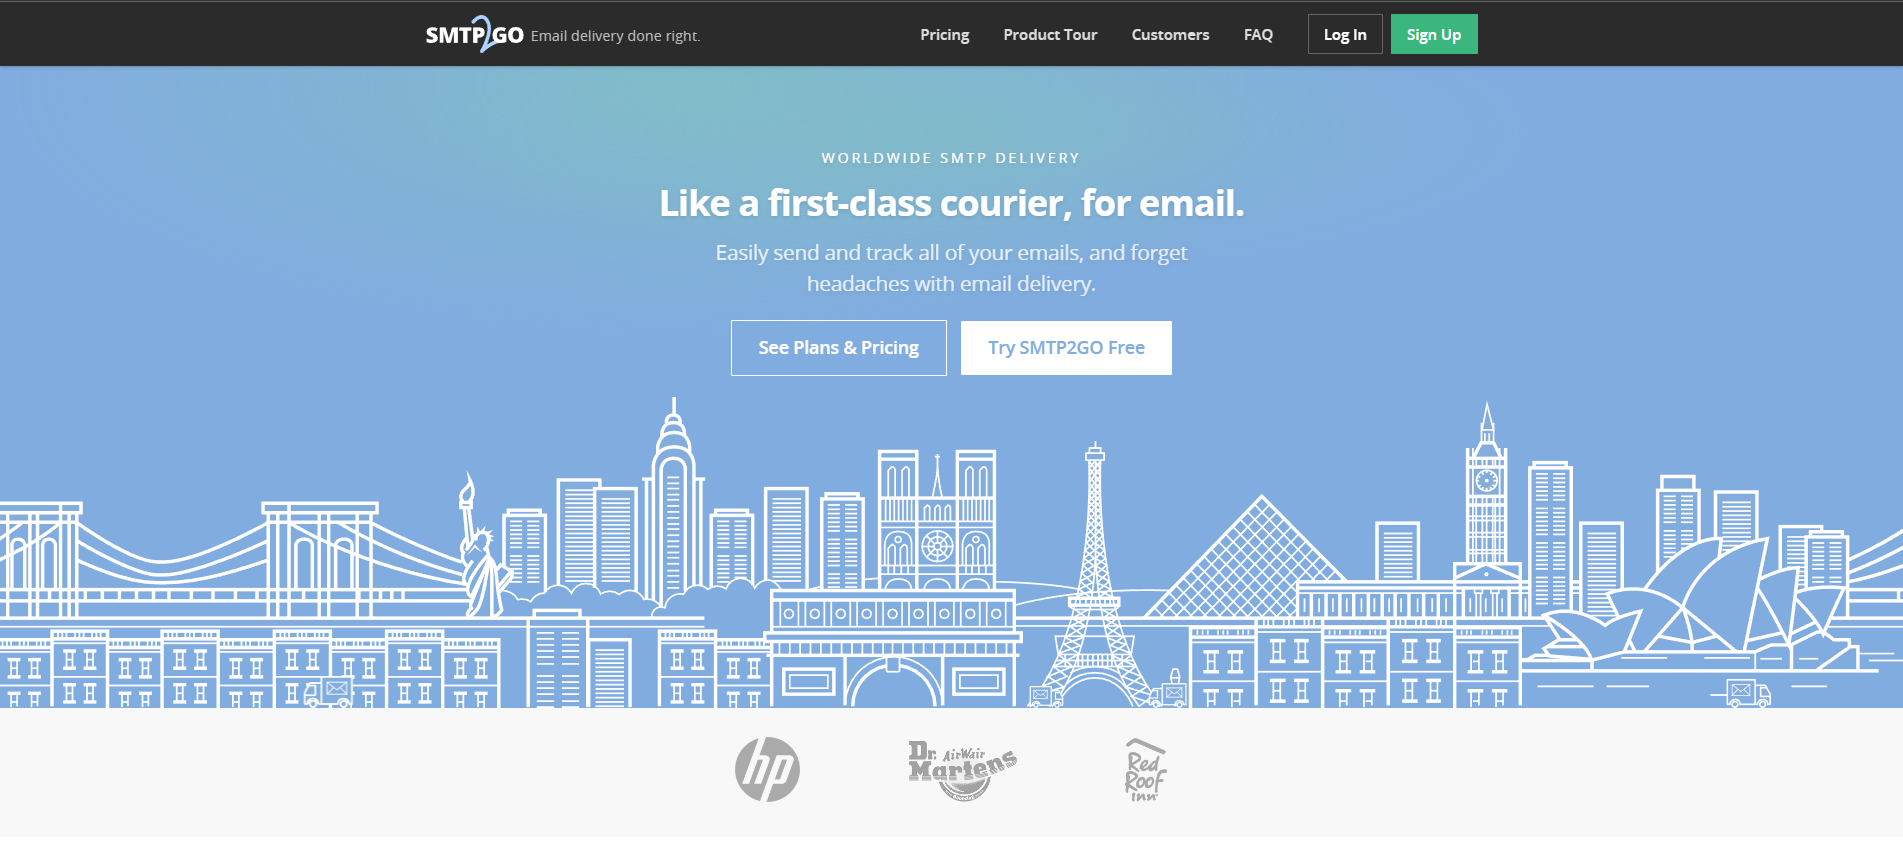 SMTP2GO Email delivery done right.
Pricing Product Tour Customers FAQ Log In Sign Up
WORLDWIDE SMTP DELIVERY
Like a first-class courier, for email.
Easily send and track all of your emails, and forget
headaches with email delivery.
See Plans & Pricing Try SMTP2GO Free
hp
Dr. AirWair
Martens
Red
Roof
inn